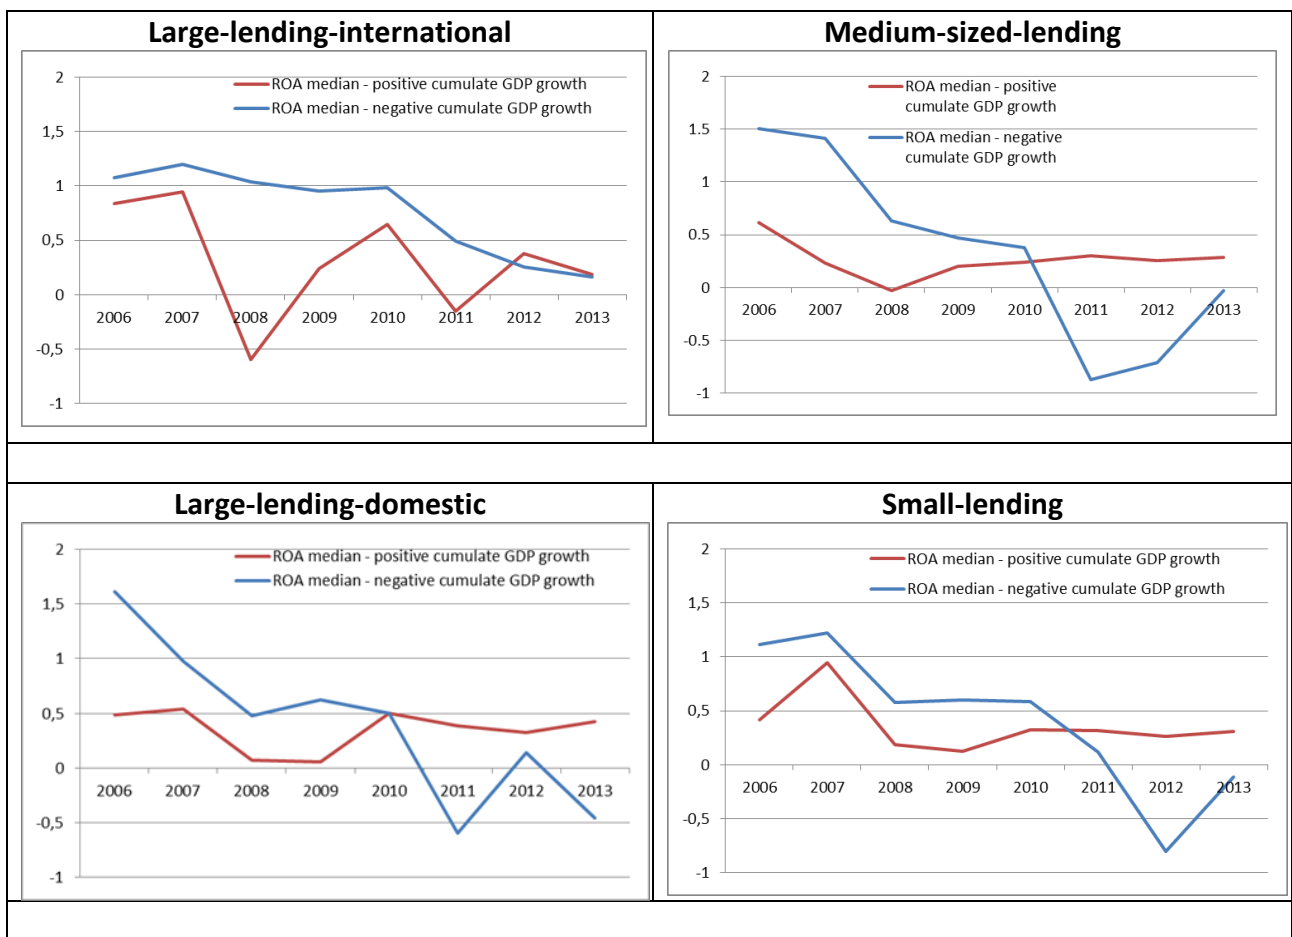 Large-lending-international
ROA median - positive cumulate GDP growth
ROA median - negative cumulate GDP growth
2
1,5
1
0,5
0
-0,5
-1
2006 2007 2008 2009 2010 2011 2012 2013
Medium-sized-lending
ROA median - positive
cumulate GDP growth
ROA median - negative
cumulate GDP growth
2
1.5
1
0.5
0
-0.5
-1
2006 2007 2008 2009 2010 2011 2012 2013
Large-lending-domestic
ROA median - positive cumulate GDP growth
ROA median - negative cumulate GDP growth
2
1,5
1
0,5
0
-0,5
-1
2006 2007 2008 2009 2010 2011 2012 2013
Small-lending
ROA median - positive cumulate GDP growth
ROA median - negative cumulate GDP growth
2
1,5
1
0,5
0
-0,5
-1
2006 2007 2008 2009 2010 2011 2012 2013